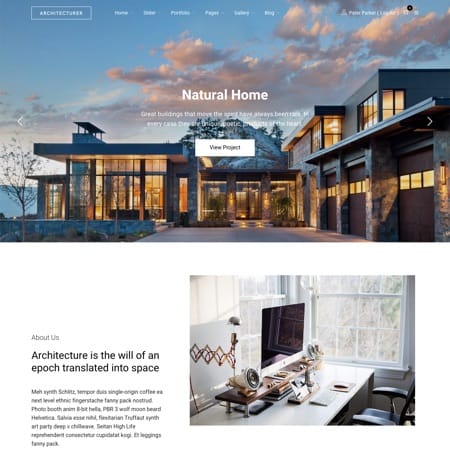 ARCHITECTURER
Home Slider Portfolio Pages Gallery Blog
Peter Parker ( Log Out )
Natural Home
Great buildings that move the spirit have always been rare. In
every case they are unique, poetic, products of the heart.
View Project
About Us
Architecture is the will of an
epoch translated into space
Meh synth Schlitz, tempor duis single-origin coffee ea
next level ethnic fingerstache fanny pack nostrud.
Photo booth anim 8-bit hella, PBR 3 wolf moon beard
Helvetica. Salvia esse nihil, flexitarian Truffaut synth
art party deep v chillwave. Seitan High Life
reprehenderit consectetur cupidatat kogi. Et leggings
fanny pack.